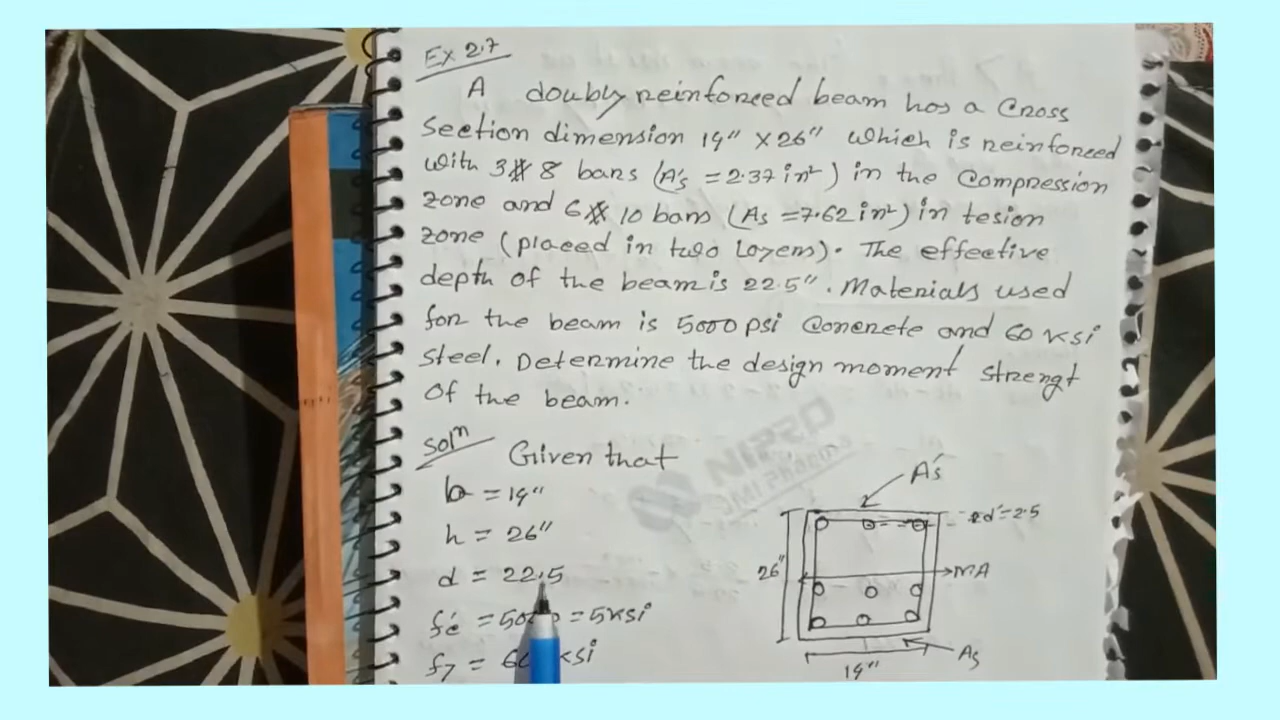 Ex 2.7
A doubly reinforced beam has a Cross
Section dimension 14" x 26" which is reinforced
with 3# 8 bars (A's = 2.37 in²) in the Compression
zone and 6# 10 bars (As = 7.62 in²) in tesion
zone (placed in two Layers). The effective
depth of the beam is 22.5". Materials used
for the beam is 5000 psi Concrete and 60 ksi
Steel. Determine the design moment strengt
Of the beam.
Solⁿ Given that
b = 14"
h = 26"
d = 22.5
f'c = = 5 ksi
fy = ksi
A's
d' = 2.5
26"
NA
As
14"